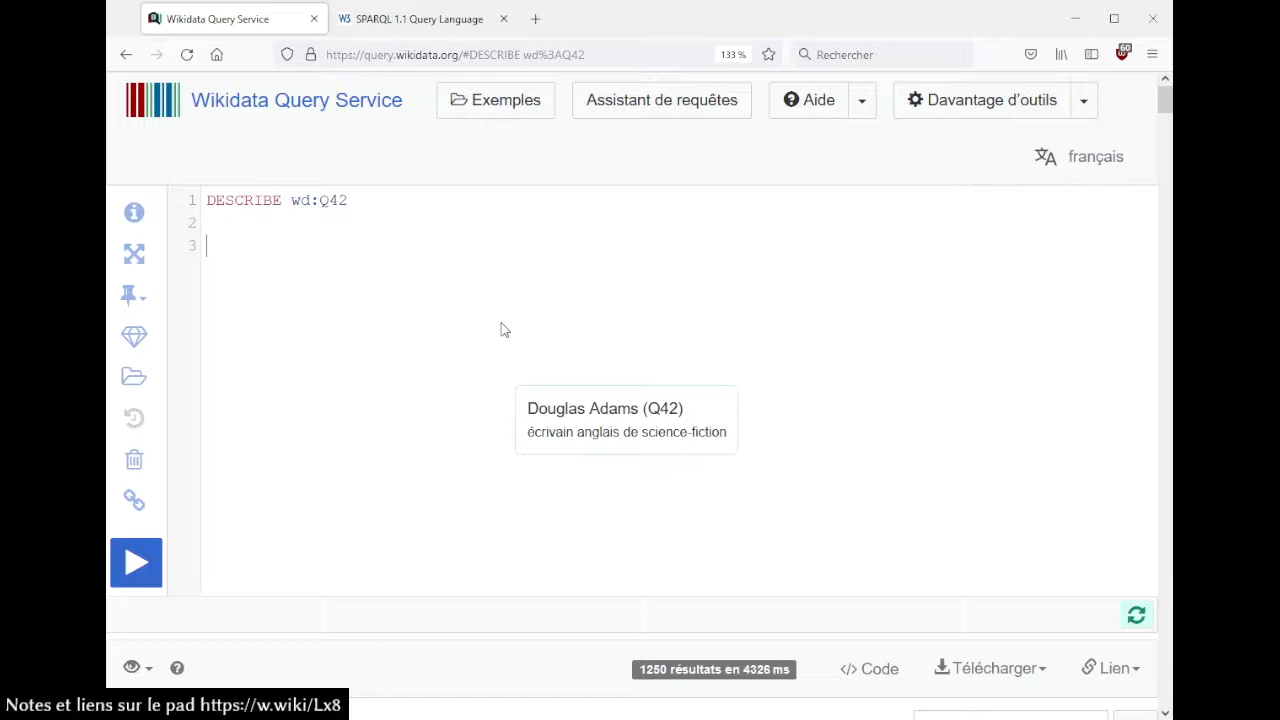 Wikidata Query Service
W3 SPARQL 1.1 Query Language
https://query.wikidata.org/#DESCRIBE wd%3AQ42
133 %
Rechercher
60
Wikidata Query Service
Exemples
Assistant de requêtes
Aide
Davantage d’outils
français
1 DESCRIBE wd:Q42
2
3
Douglas Adams (Q42)
écrivain anglais de science-fiction
1250 résultats en 4326 ms
</> Code
Télécharger
Lien
Notes et liens sur le pad https://w.wiki/Lx8